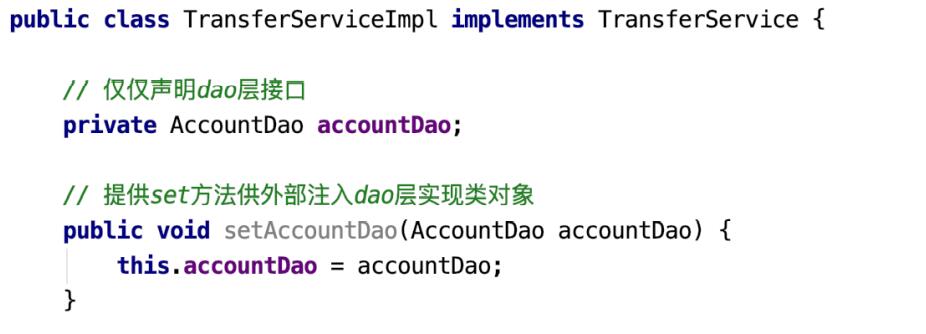 public class TransferServiceImpl implements TransferService {
// 仅仅声明dao层接口
private AccountDao accountDao;
// 提供set方法供外部注入dao层实现类对象
public void setAccountDao(AccountDao accountDao) {
this.accountDao = accountDao;
}